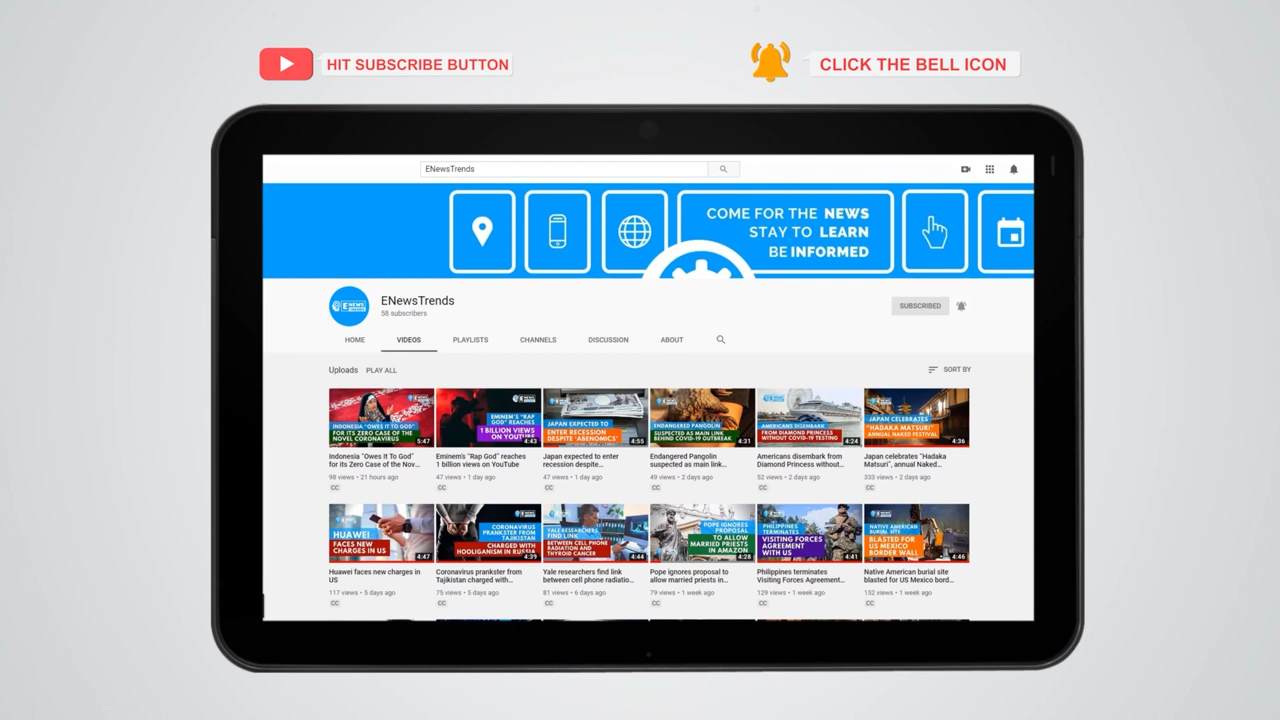 HIT SUBSCRIBE BUTTON
CLICK THE BELL ICON
ENewsTrends
COME FOR THE NEWS
STAY TO LEARN
BE INFORMED
ENewsTrends
58 subscribers
SUBSCRIBED
HOME VIDEOS PLAYLISTS CHANNELS DISCUSSION ABOUT
Uploads PLAY ALL
SORT BY
INDONESIA "OWES IT TO GOD"
FOR ITS ZERO CASE OF THE
NOVEL CORONAVIRUS
5:47
EMINEM'S "RAP
GOD" REACHES
1 BILLION VIEWS
ON YOUTUBE
4:43
JAPAN EXPECTED TO
ENTER RECESSION
DESPITE 'ABENOMICS'
4:55
ENDANGERED PANGOLIN
SUSPECTED AS MAIN LINK
BEHIND COVID-19 OUTBREAK
4:31
AMERICANS DISEMBARK
FROM DIAMOND PRINCESS
WITHOUT COVID-19 TESTING
4:24
JAPAN CELEBRATES
"HADAKA MATSURI"
ANNUAL NAKED FESTIVAL
4:36
Indonesia "Owes It To God"
for its Zero Case of the Nov...
98 views • 21 hours ago
CC
Eminem's "Rap God" reaches
1 billion views on YouTube
47 views • 1 day ago
CC
Japan expected to enter
recession despite...
47 views • 1 day ago
CC
Endangered Pangolin
suspected as main link...
49 views • 2 days ago
CC
Americans disembark from
Diamond Princess without...
52 views • 2 days ago
CC
Japan celebrates "Hadaka
Matsuri", annual Naked...
333 views • 2 days ago
CC
HUAWEI
FACES NEW
CHARGES IN US
4:47
CORONAVIRUS
PRANKSTER FROM
TAJIKISTAN
CHARGED WITH
HOOLIGANISM IN RUSSIA
4:39
YALE RESEARCHERS
FIND LINK
BETWEEN CELL PHONE
RADIATION AND
THYROID CANCER
4:44
POPE IGNORES
PROPOSAL
TO ALLOW
MARRIED PRIESTS
IN AMAZON
4:28
PHILIPPINES
TERMINATES
VISITING FORCES
AGREEMENT
WITH US
4:41
NATIVE AMERICAN
BURIAL SITE
BLASTED FOR
US MEXICO
BORDER WALL
4:46
Huawei faces new charges in
US
117 views • 5 days ago
CC
Coronavirus prankster from
Tajikistan charged with...
75 views • 5 days ago
CC
Yale researchers find link
between cell phone radiatio...
81 views • 6 days ago
CC
Pope ignores proposal to
allow married priests in...
79 views • 1 week ago
CC
Philippines terminates
Visiting Forces Agreement...
129 views • 1 week ago
CC
Native American burial site
blasted for US Mexico bord...
152 views • 1 week ago
CC